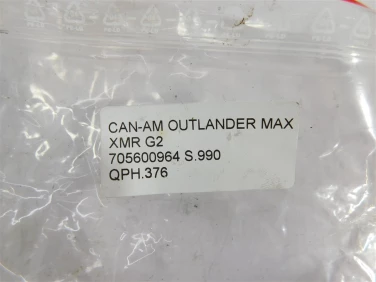 CAN-AM OUTLANDER MAX
XMR G2
705600964 S.990
QPH.376